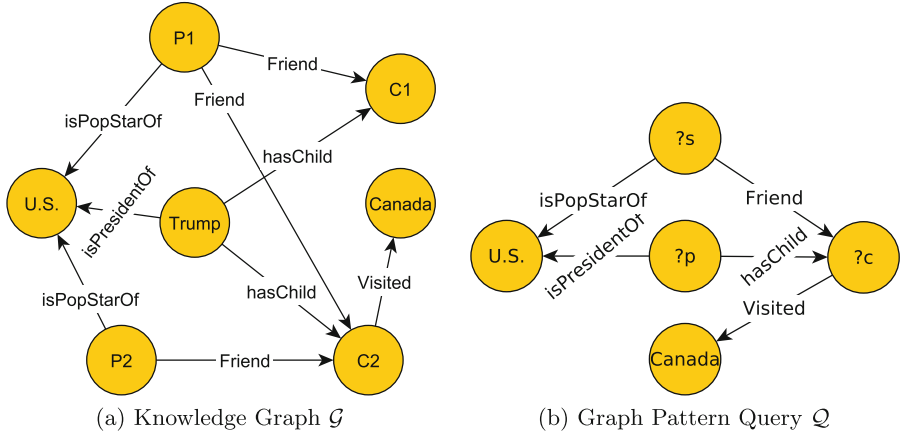 P1
Friend
C1
Friend
isPopStarOf
hasChild
U.S.
isPresidentOf
Trump
Canada
hasChild
Visited
isPopStarOf
P2
Friend
C2
(a) Knowledge Graph 𝒢
?s
isPopStarOf
Friend
U.S.
isPresidentOf
?p
hasChild
?c
Visited
Canada
(b) Graph Pattern Query 𝒬